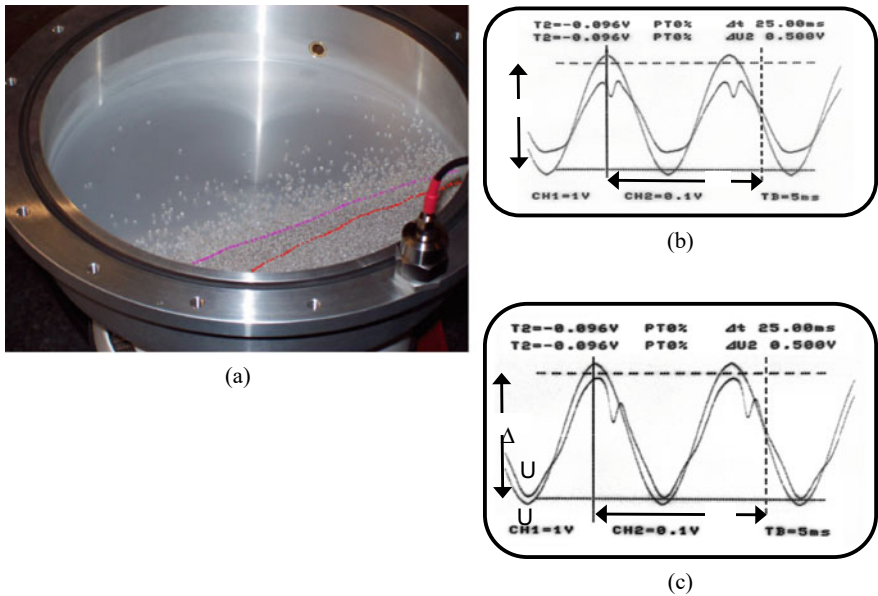 T2=-0.096V PT0% Δt 25.00ms
T2=-0.096V PT0% ΔU2 0.500V
CH1=1V CH2=0.1V TB=5ms
(b)
(a)
T2=-0.096V PT0% Δt 25.00ms
T2=-0.096V PT0% ΔU2 0.500V
Δ
U
U
CH1=1V CH2=0.1V TB=5ms
(c)